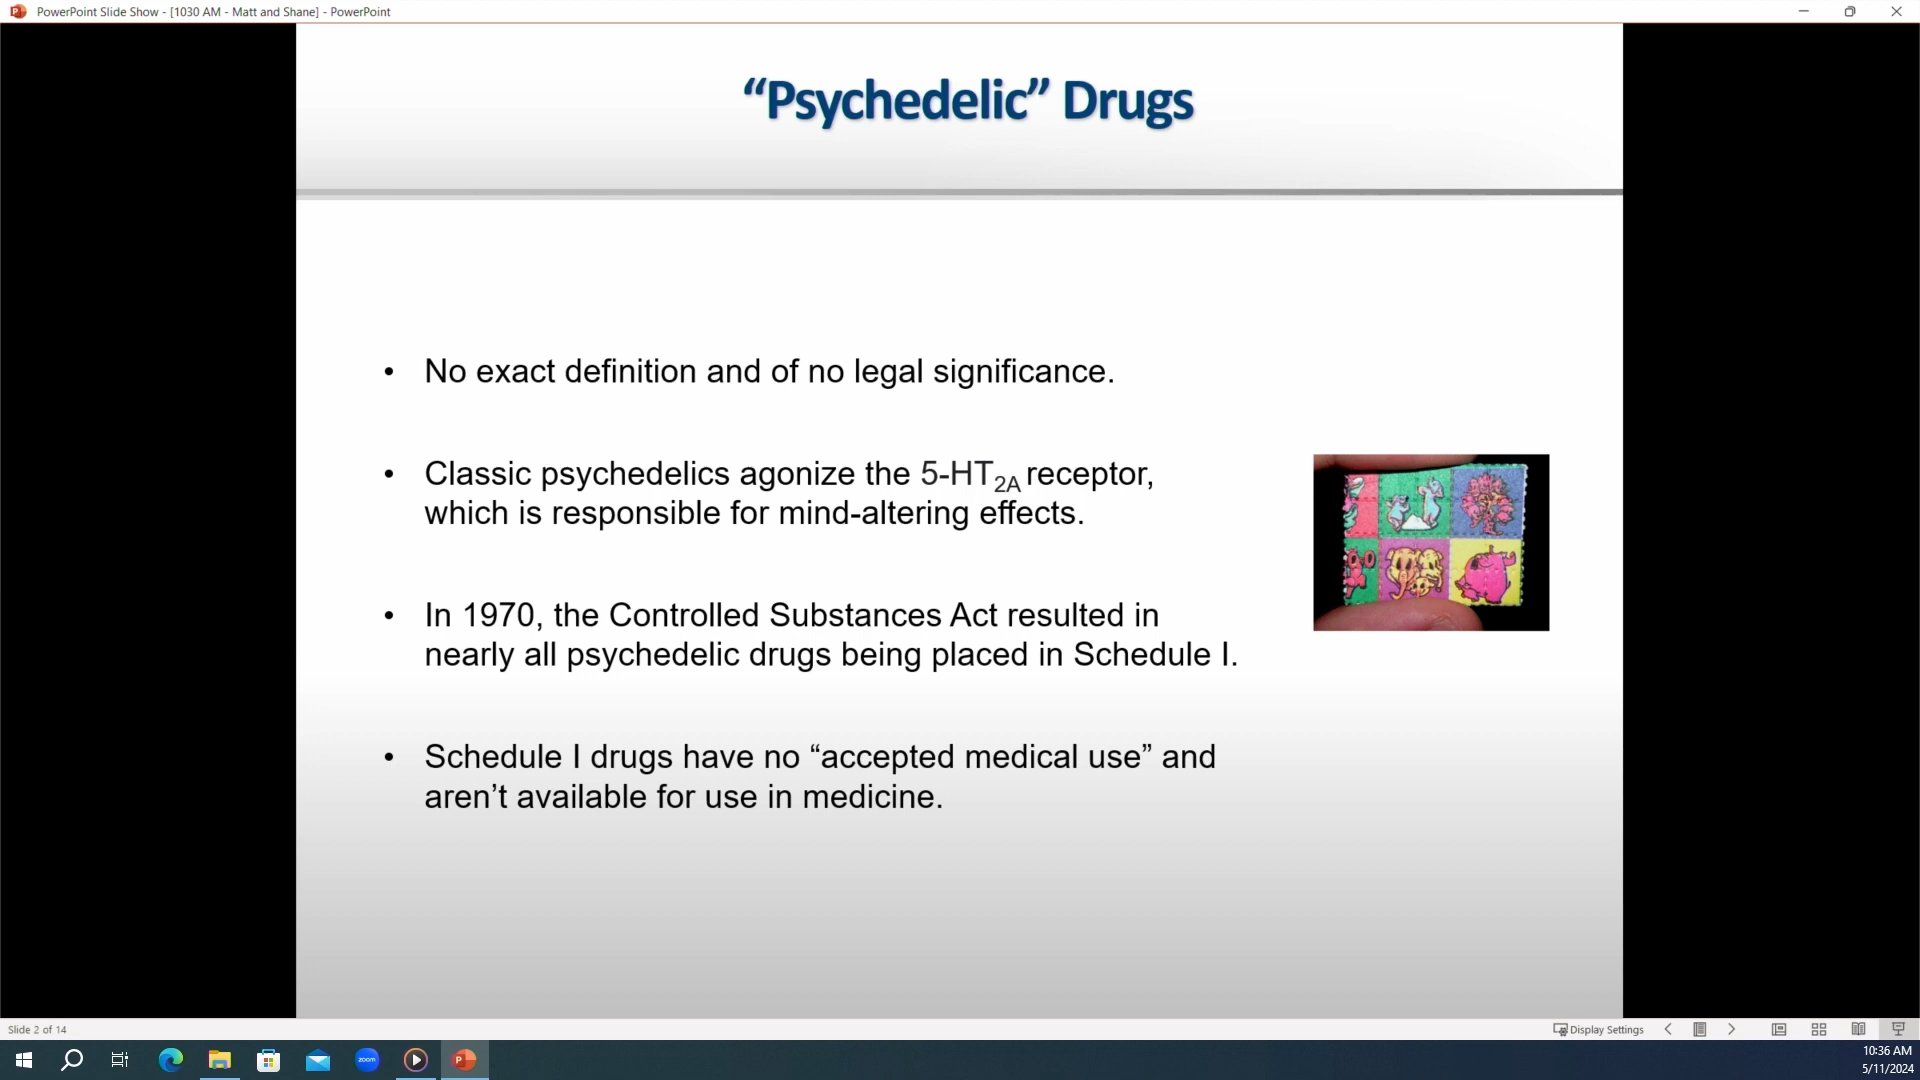 PowerPoint Slide Show - [1030 AM - Matt and Shane] - PowerPoint
“Psychedelic” Drugs
• No exact definition and of no legal significance.
• Classic psychedelics agonize the 5-HT2A receptor,
which is responsible for mind-altering effects.
• In 1970, the Controlled Substances Act resulted in
nearly all psychedelic drugs being placed in Schedule I.
• Schedule I drugs have no “accepted medical use” and
aren’t available for use in medicine.
Slide 2 of 14
Display Settings
zoom
10:36 AM
5/11/2024